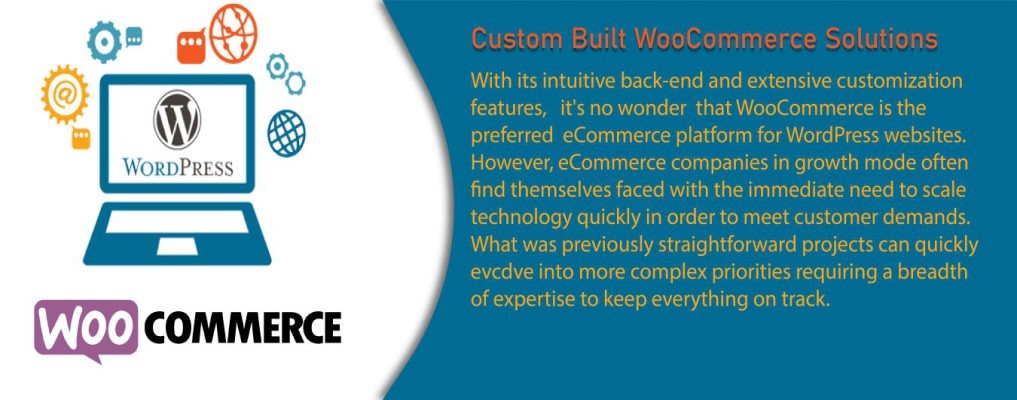 WORDPRESS
WOO COMMERCE
Custom Built WooCommerce Solutions
With its intuitive back-end and extensive customization
features, it's no wonder that WooCommerce is the
preferred eCommerce platform for WordPress websites.
However, eCommerce companies in growth mode often
find themselves faced with the immediate need to scale
technology quickly in order to meet customer demands.
What was previously straightforward projects can quickly
evcdve into more complex priorities requiring a breadth
of expertise to keep everything on track.